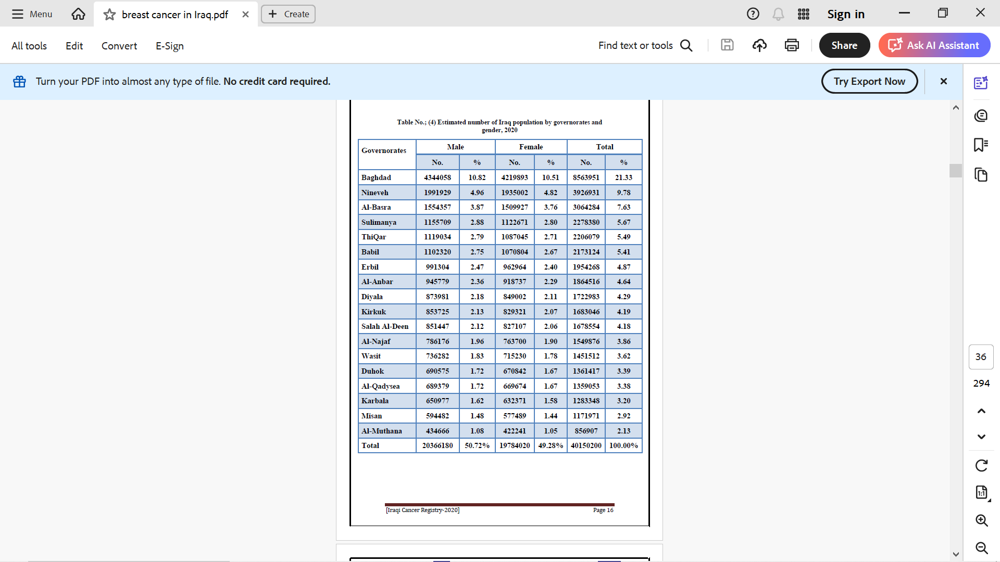 Menu
breast cancer in Iraq.pdf
Create
Sign in
All tools
Edit
Convert
E-Sign
Find text or tools
Share
Ask AI Assistant
Turn your PDF into almost any type of file. No credit card required.
Try Export Now
Table No.; (4) Estimated number of Iraq population by governorates and
gender, 2020
Governorates Male Female Total
No. % No. % No. %
Baghdad 4344058 10.82 4219893 10.51 8563951 21.33
Nineveh 1991929 4.96 1935002 4.82 3926931 9.78
Al-Basra 1554357 3.87 1509927 3.76 3064284 7.63
Sulimanya 1155709 2.88 1122671 2.80 2278380 5.67
ThiQar 1119034 2.79 1087045 2.71 2206079 5.49
Babil 1102320 2.75 1070804 2.67 2173124 5.41
Erbil 991304 2.47 962964 2.40 1954268 4.87
Al-Anbar 945779 2.36 918737 2.29 1864516 4.64
Diyala 873981 2.18 849002 2.11 1722983 4.29
Kirkuk 853725 2.13 829321 2.07 1683046 4.19
Salah Al-Deen 851447 2.12 827107 2.06 1678554 4.18
Al-Najaf 786176 1.96 763700 1.90 1549876 3.86
Wasit 736282 1.83 715230 1.78 1451512 3.62
Duhok 690575 1.72 670842 1.67 1361417 3.39
Al-Qadysea 689379 1.72 669674 1.67 1359053 3.38
Karbala 650977 1.62 632371 1.58 1283348 3.20
Misan 594482 1.48 577489 1.44 1171971 2.92
Al-Muthana 434666 1.08 422241 1.05 856907 2.13
Total 20366180 50.72% 19784020 49.28% 40150200 100.00%
[Iraqi Cancer Registry-2020] Page 16
36
294
1:1